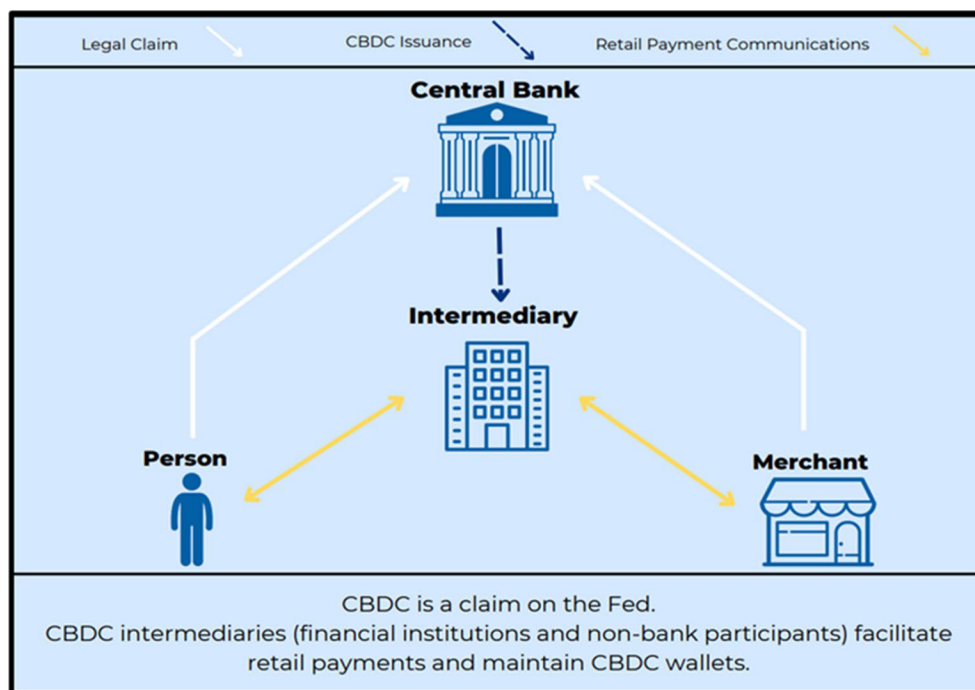 Legal Claim
CBDC Issuance
Retail Payment Communications
Central Bank
Intermediary
Person
Merchant
CBDC is a claim on the Fed.
CBDC intermediaries (financial institutions and non-bank participants) facilitate
retail payments and maintain CBDC wallets.